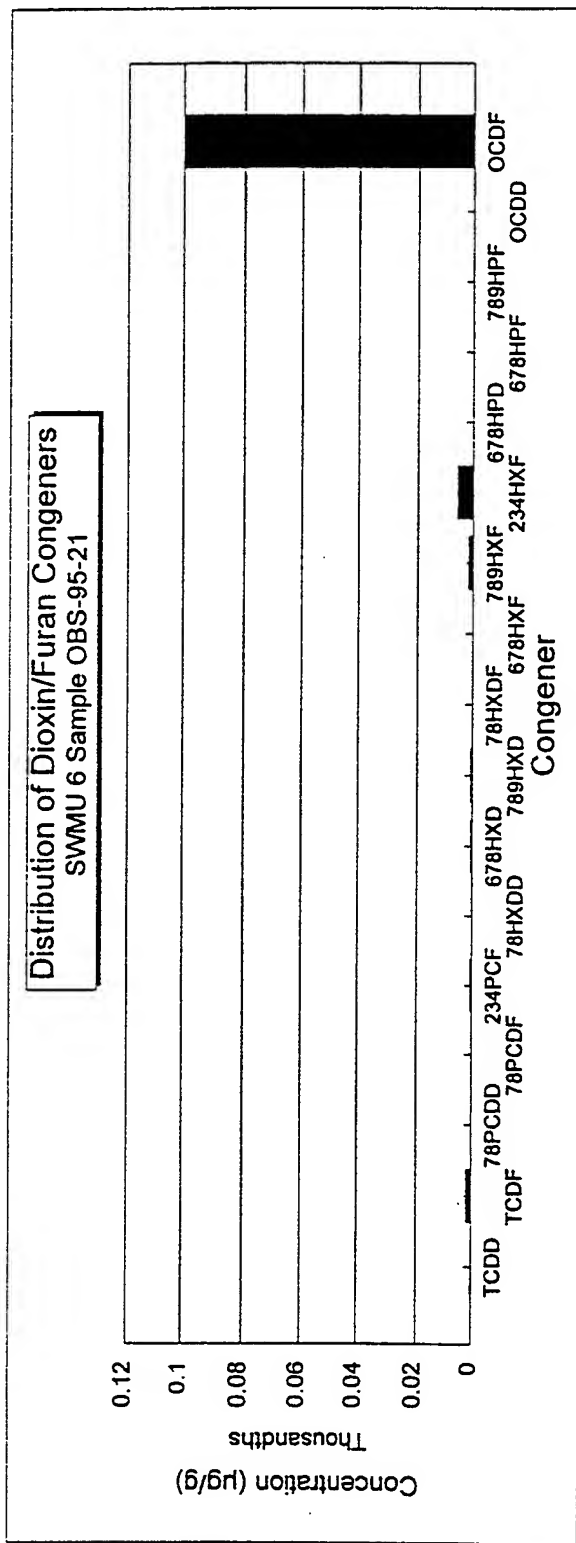 Distribution of Dioxin/Furan Congeners
SWMU 6 Sample OBS-95-21
Concentration (µg/g)
Thousandths
0.12
0.1
0.08
0.06
0.04
0.02
0
TCDD
TCDF
78PCDD
78PCDF
234PCF
78HXDD
678HXD
789HXD
78HXDF
678HXF
789HXF
234HXF
678HPD
678HPF
789HPF
OCDD
OCDF
Congener